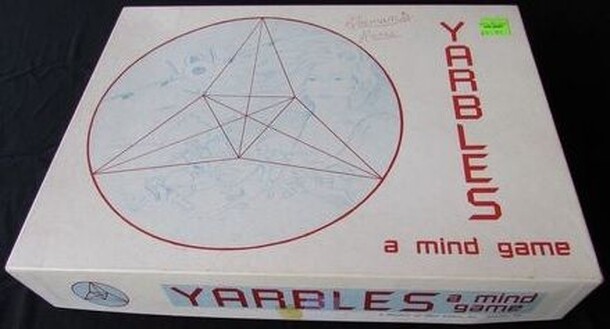 YARBLES
a mind game
YARBLES a mind
game